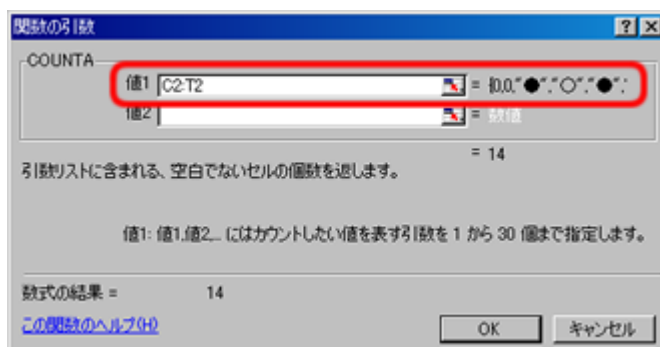 関数の引数
COUNTA
値1 C2:T2 = {0,0,"●","○","●",'
値2 = 数値
= 14
引数リストに含まれる、空白でないセルの個数を返します。
値1: 値1,値2,... にはカウントしたい値を表す引数を 1 から 30 個まで指定します。
数式の結果 = 14
この関数のヘルプ(H) OK キャンセル